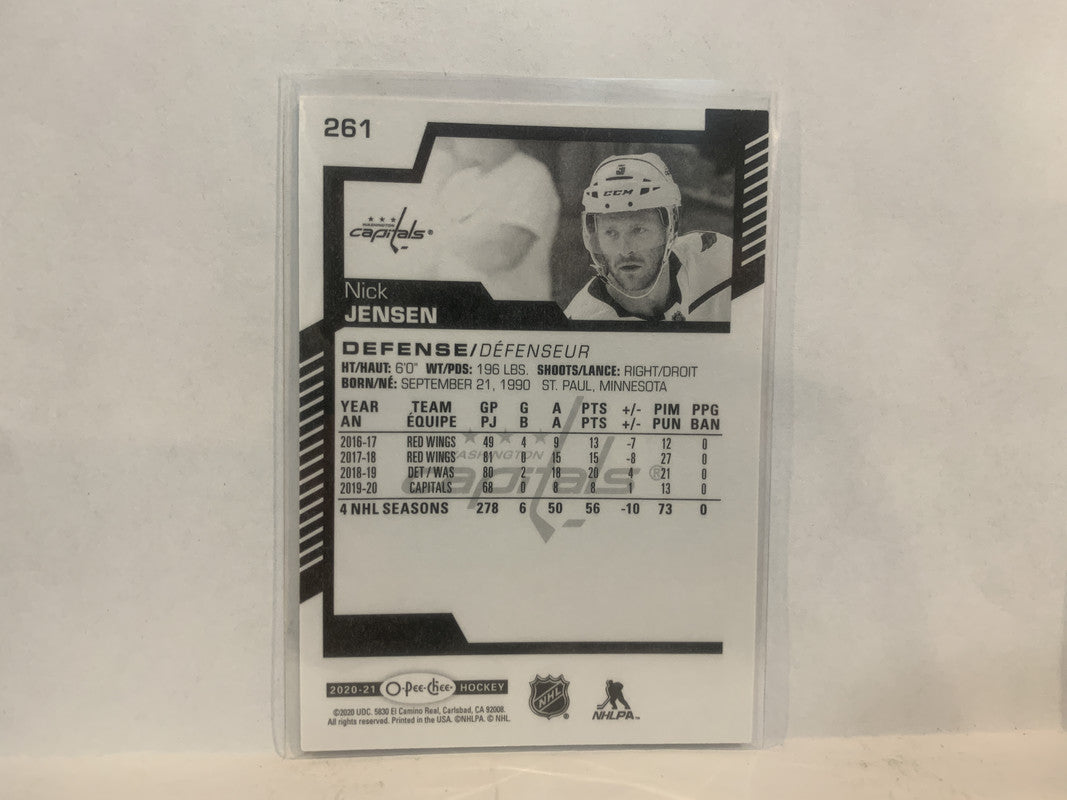 261
CCM
WASHINGTON
capitals®
Nick
JENSEN
DEFENSE/DÉFENSEUR
HT/HAUT: 6'0" WT/PDS: 196 LBS. SHOOTS/LANCE: RIGHT/DROIT
BORN/NÉ: SEPTEMBER 21, 1990 ST. PAUL, MINNESOTA
YEAR TEAM GP G A PTS +/- PIM PPG
AN ÉQUIPE PJ B A PTS +/- PUN BAN
2016-17 RED WINGS 49 4 9 13 -7 12 0
2017-18 RED WINGS 81 0 15 15 -8 27 0
2018-19 DET / WAS 80 2 18 20 4 21 0
2019-20 CAPITALS 68 0 8 8 1 13 0
4 NHL SEASONS 278 6 50 56 -10 73 0
WASHINGTON
capitals®
2020-21 O-Pee-Chee HOCKEY
©2020 UDC. 5830 El Camino Real, Carlsbad, CA 92008.
All rights reserved. Printed in the USA. ©NHLPA. © NHL.
NHL®
NHLPA™